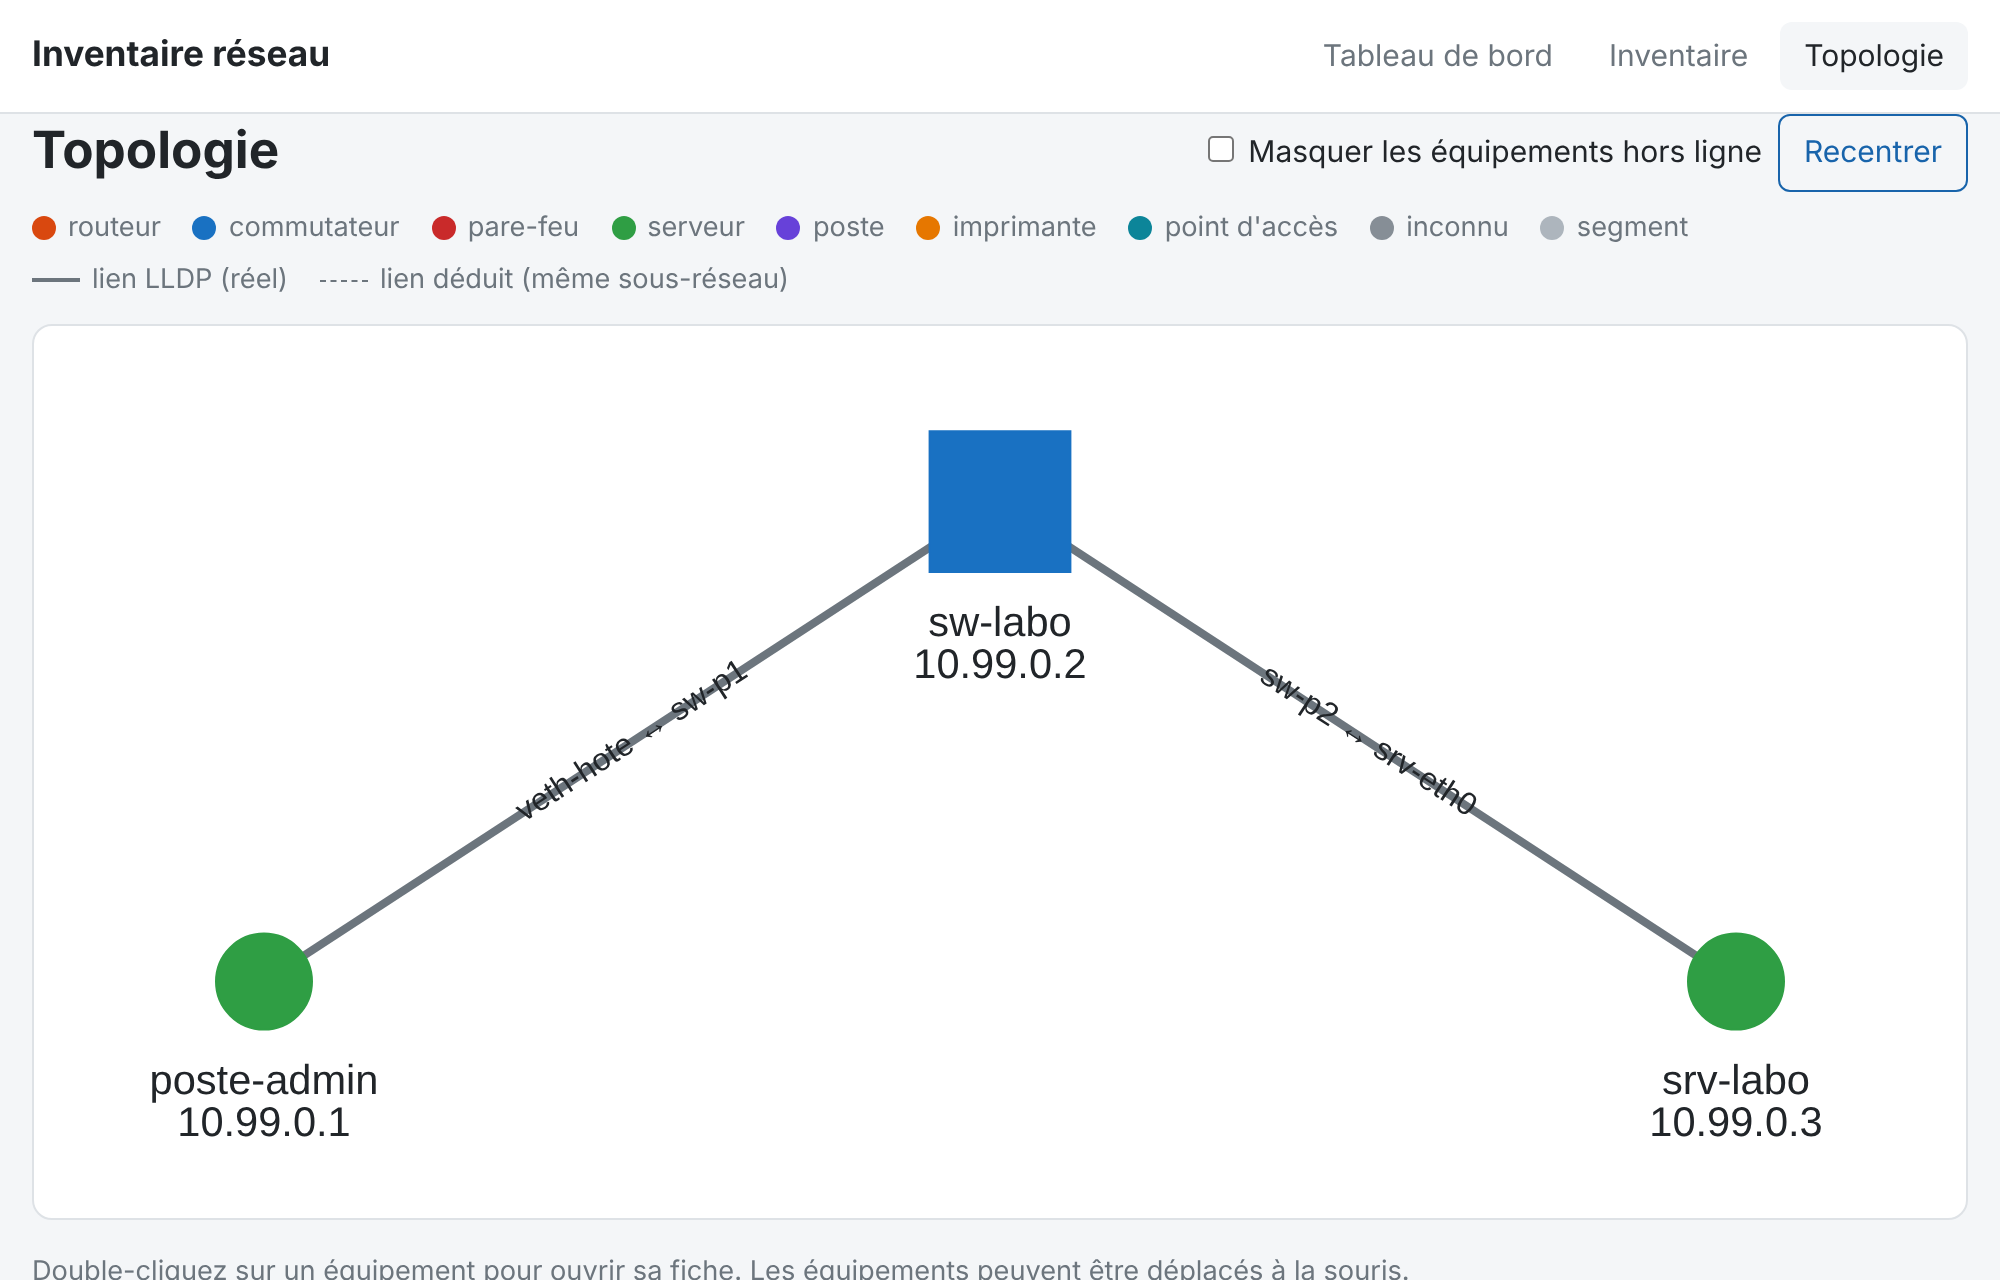 Inventaire réseau
Tableau de bord Inventaire Topologie
Topologie
Masquer les équipements hors ligne Recentrer
routeur commutateur pare-feu serveur poste imprimante point d'accès inconnu segment
lien LLDP (réel) lien déduit (même sous-réseau)
sw-labo
10.99.0.2
veth-hote ↔ sw-p1
sw-p2 ↔ srv-eth0
poste-admin
10.99.0.1
srv-labo
10.99.0.3
Double-cliquez sur un équipement pour ouvrir sa fiche. Les équipements peuvent être déplacés à la souris.